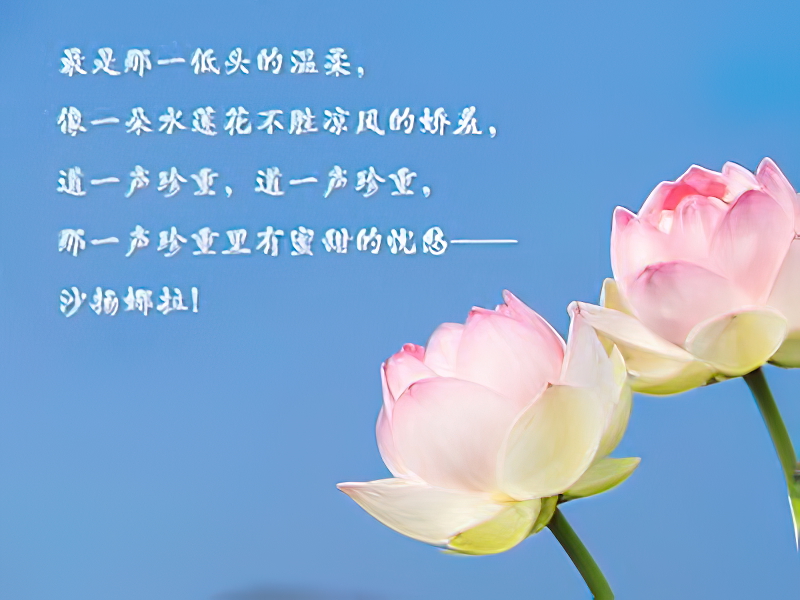 最是那一低头的温柔，
像一朵水莲花不胜凉风的娇羞，
道一声珍重，道一声珍重，
那一声珍重里有蜜甜的忧愁——
沙扬娜拉！